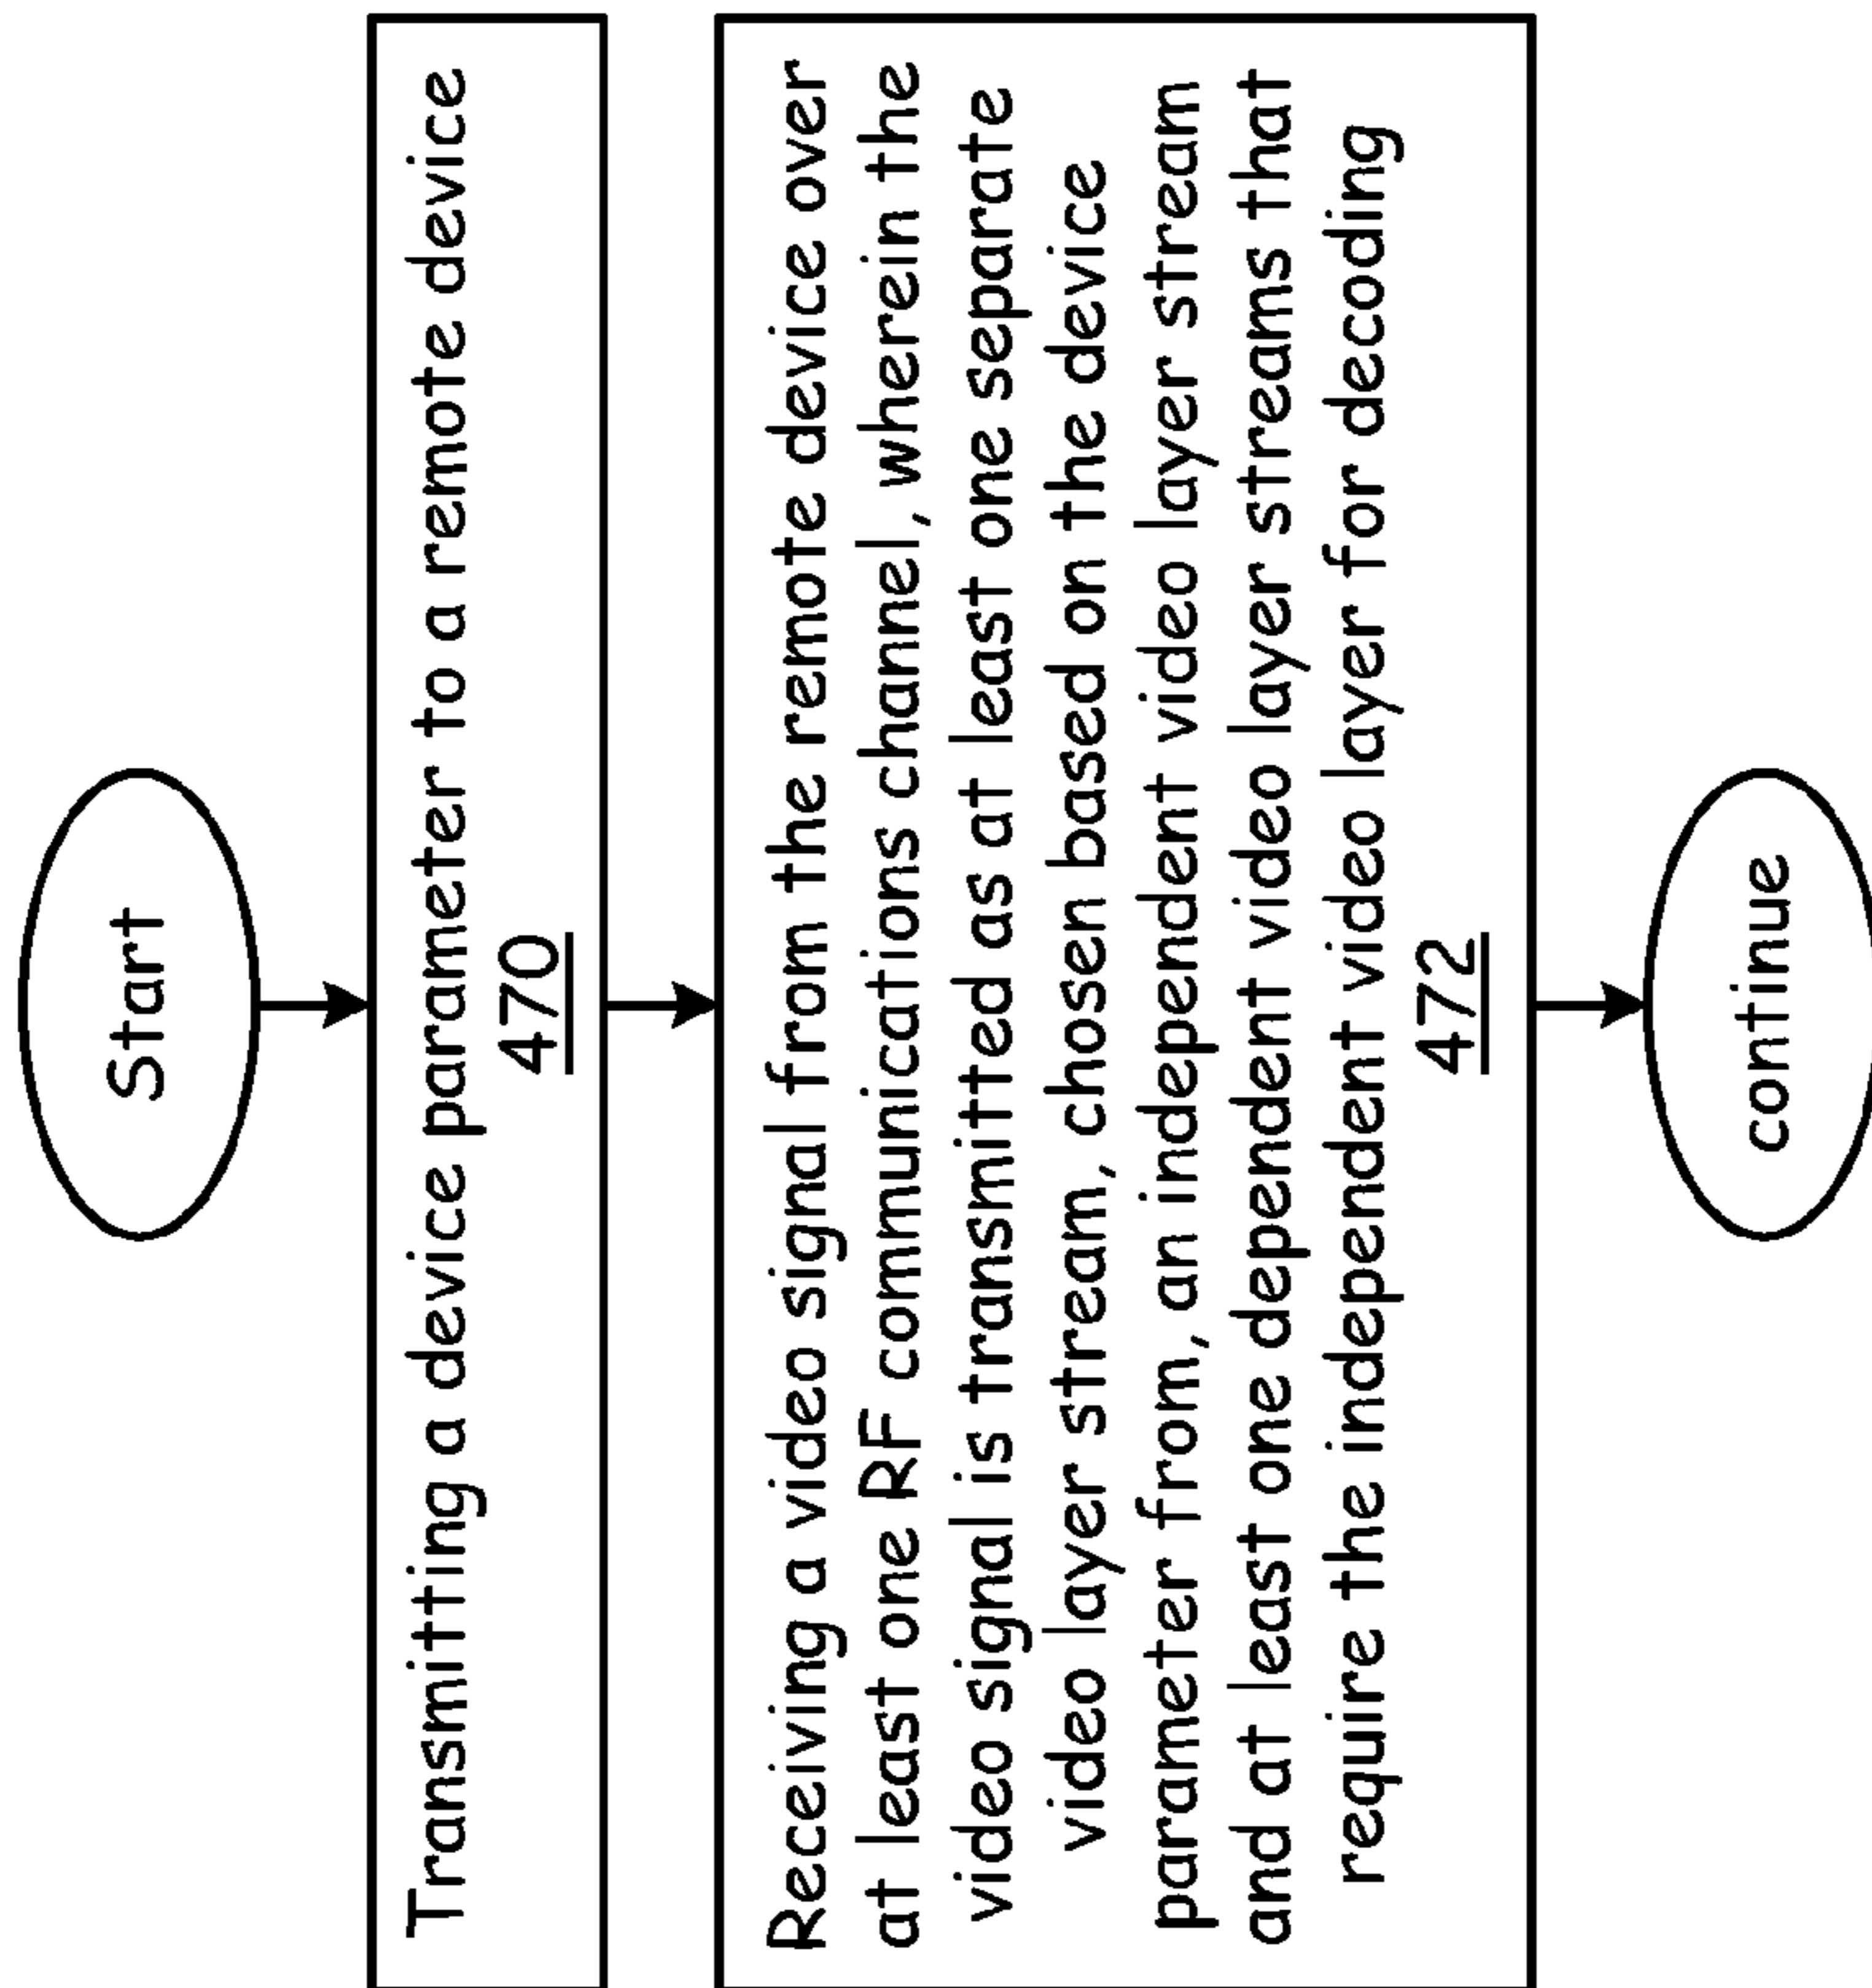 Start
Transmitting a device parameter to a remote device
470
Receiving a video signal from the remote device over
at least one RF communications channel, wherein the
video signal is transmitted as at least one separate
video layer stream, chosen based on the device
parameter from, an independent video layer stream
and at least one dependent video layer streams that
require the independent video layer for decoding
472
continue